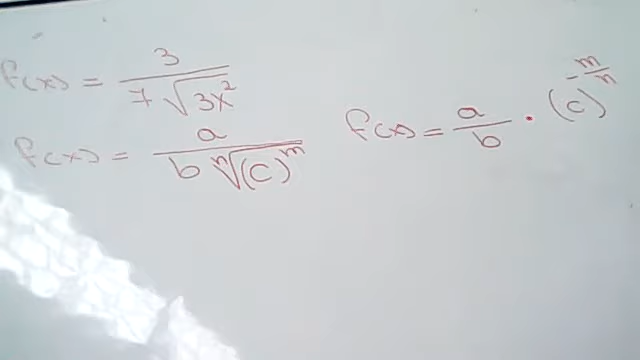 f(x) = 3 / 7√3x²
f(x) = a / b ⁿ√(c)^m
f(x) = a / b · (c)^-m/n